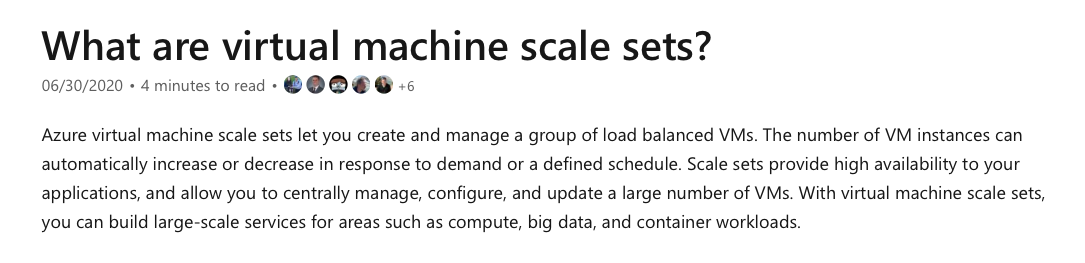 What are virtual machine scale sets?
06/30/2020 • 4 minutes to read • +6
Azure virtual machine scale sets let you create and manage a group of load balanced VMs. The number of VM instances can
automatically increase or decrease in response to demand or a defined schedule. Scale sets provide high availability to your
applications, and allow you to centrally manage, configure, and update a large number of VMs. With virtual machine scale sets,
you can build large-scale services for areas such as compute, big data, and container workloads.